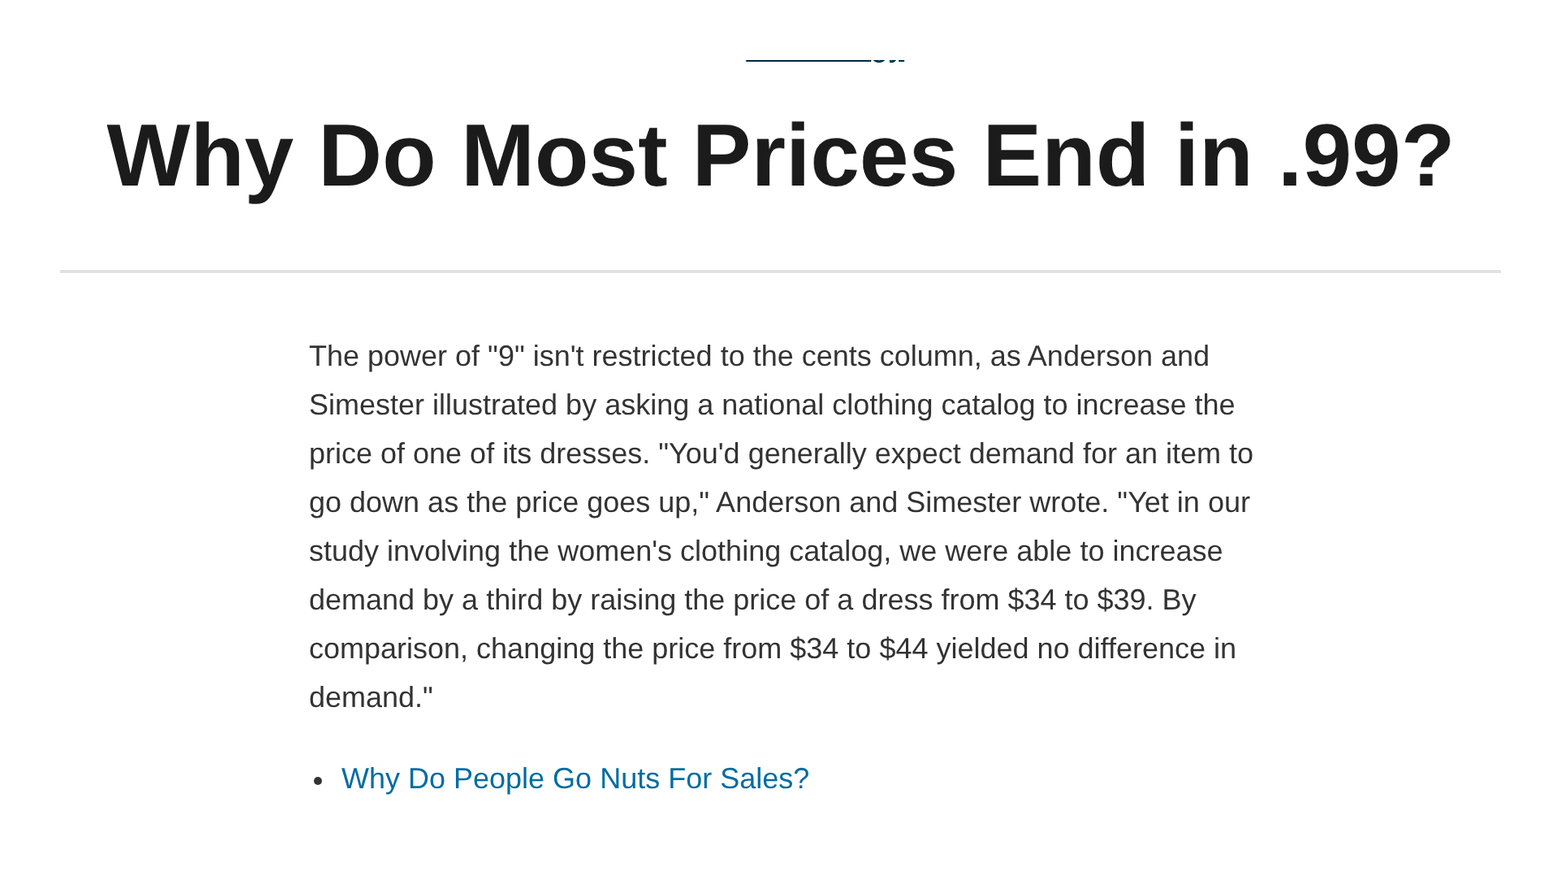 Why Do Most Prices End in .99?
The power of "9" isn't restricted to the cents column, as Anderson and
Simester illustrated by asking a national clothing catalog to increase the
price of one of its dresses. "You'd generally expect demand for an item to
go down as the price goes up," Anderson and Simester wrote. "Yet in our
study involving the women's clothing catalog, we were able to increase
demand by a third by raising the price of a dress from $34 to $39. By
comparison, changing the price from $34 to $44 yielded no difference in
demand."
• Why Do People Go Nuts For Sales?